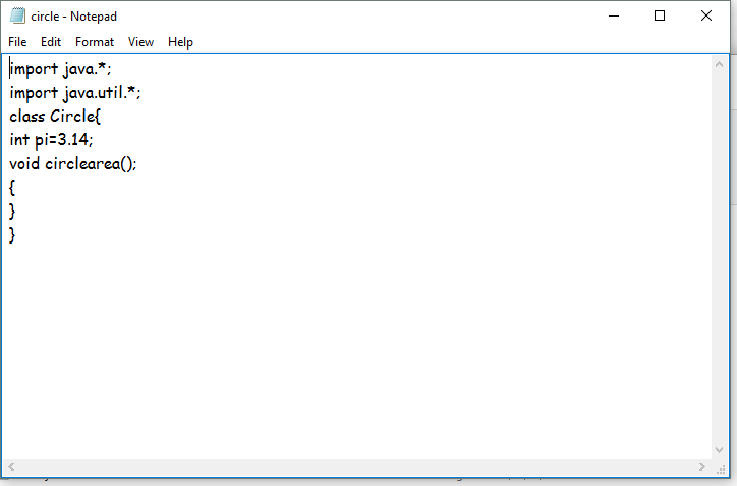 circle - Notepad
File Edit Format View Help
import java.*;
import java.util.*;
class Circle{
int pi=3.14;
void circlearea();
{
}
}